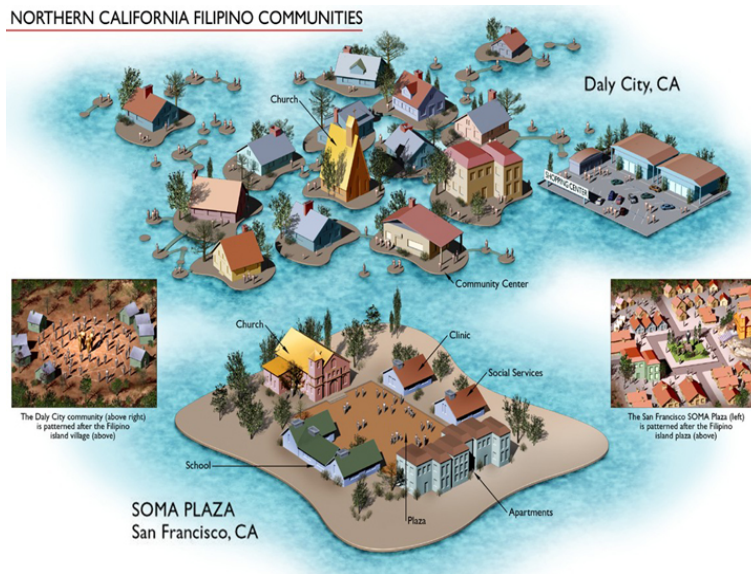 NORTHERN CALIFORNIA FILIPINO COMMUNITIES
Daly City, CA
Church
SHOPPING CENTER
Community Center
Church
Clinic
Social Services
The Daly City community (above right)
is patterned after the Filipino
island village (above)
The San Francisco SOMA Plaza (left)
is patterned after the Filipino
island plaza (above)
School
SOMA PLAZA
San Francisco, CA
Plaza
Apartments